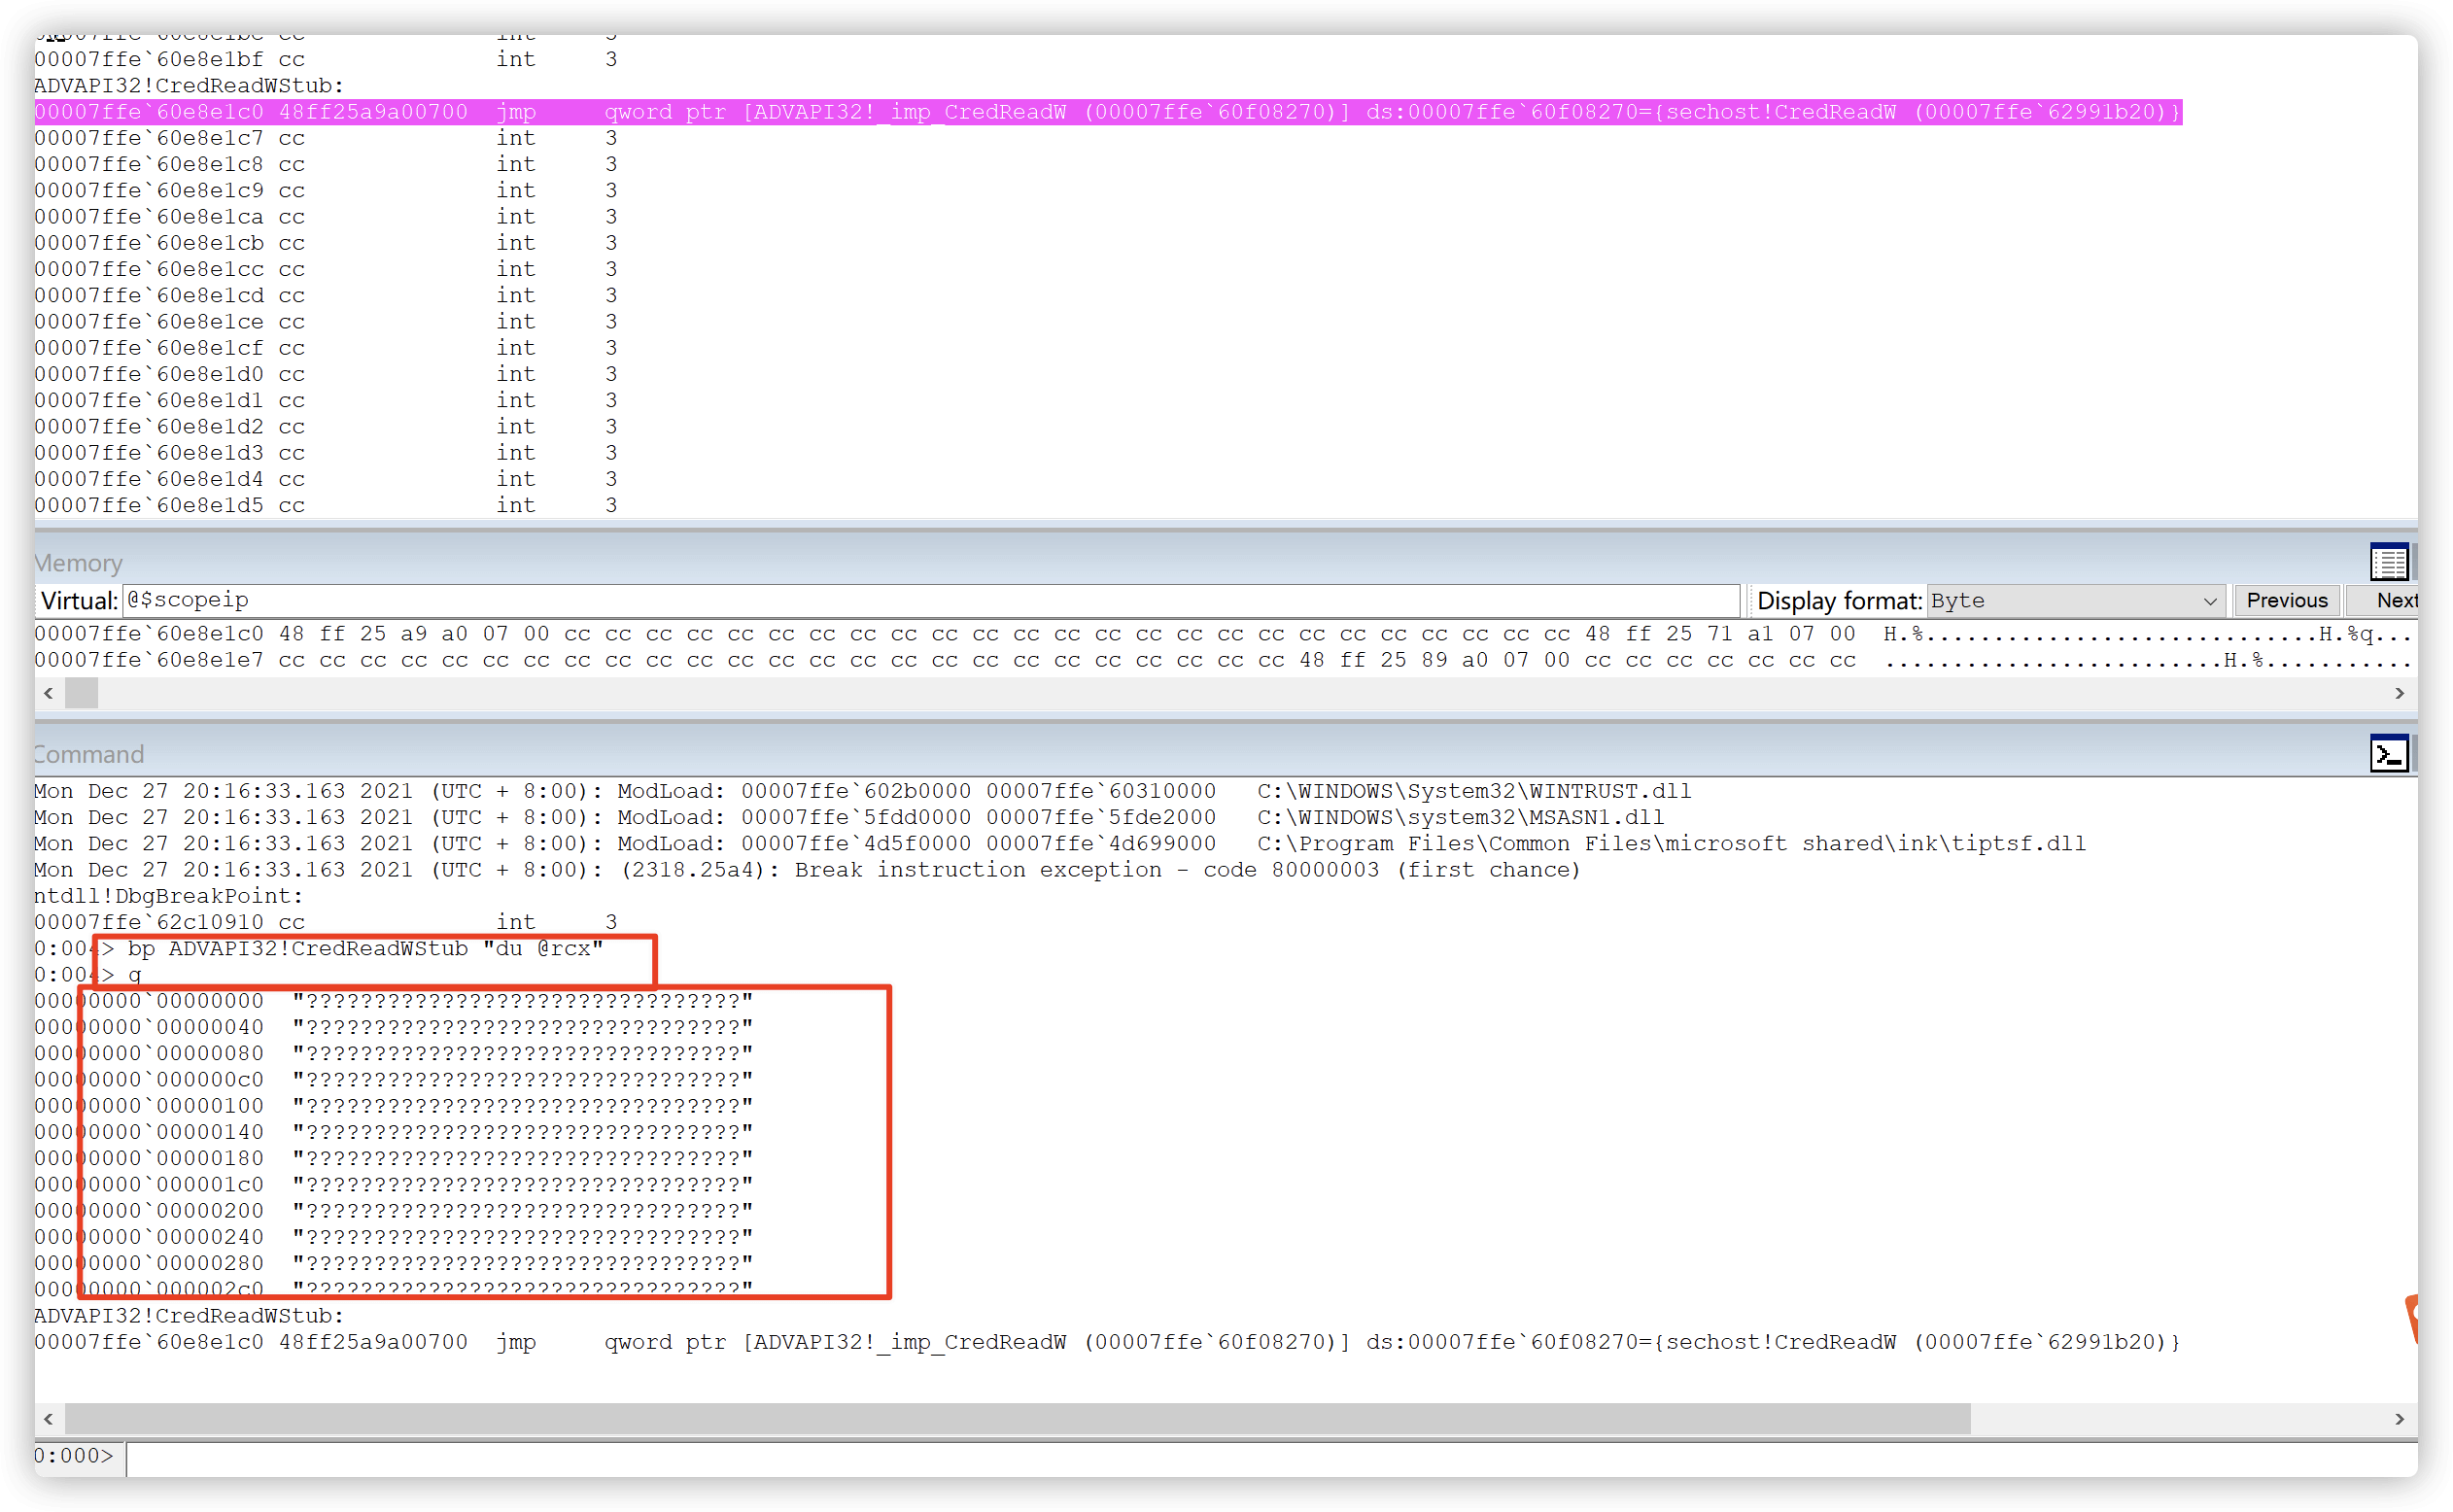 00007ffe`60e8e1be cc int 3
00007ffe`60e8e1bf cc int 3
ADVAPI32!CredReadWStub:
00007ffe`60e8e1c0 48ff25a9a00700 jmp qword ptr [ADVAPI32!_imp_CredReadW (00007ffe`60f08270)] ds:00007ffe`60f08270={sechost!CredReadW (00007ffe`62991b20)}
00007ffe`60e8e1c7 cc int 3
00007ffe`60e8e1c8 cc int 3
00007ffe`60e8e1c9 cc int 3
00007ffe`60e8e1ca cc int 3
00007ffe`60e8e1cb cc int 3
00007ffe`60e8e1cc cc int 3
00007ffe`60e8e1cd cc int 3
00007ffe`60e8e1ce cc int 3
00007ffe`60e8e1cf cc int 3
00007ffe`60e8e1d0 cc int 3
00007ffe`60e8e1d1 cc int 3
00007ffe`60e8e1d2 cc int 3
00007ffe`60e8e1d3 cc int 3
00007ffe`60e8e1d4 cc int 3
00007ffe`60e8e1d5 cc int 3
Memory
Virtual: @$scopeip Display format: Byte Previous Next
00007ffe`60e8e1c0 48 ff 25 a9 a0 07 00 cc cc cc cc cc cc cc cc cc cc cc cc cc cc cc cc cc cc cc cc cc cc cc cc cc 48 ff 25 71 a1 07 00 H.%.............................H.%q...
00007ffe`60e8e1e7 cc cc cc cc cc cc cc cc cc cc cc cc cc cc cc cc cc cc cc cc cc cc cc cc cc 48 ff 25 89 a0 07 00 cc cc cc cc cc cc cc .........................H.%...........
Command
Mon Dec 27 20:16:33.163 2021 (UTC + 8:00): ModLoad: 00007ffe`602b0000 00007ffe`60310000 C:\WINDOWS\System32\WINTRUST.dll
Mon Dec 27 20:16:33.163 2021 (UTC + 8:00): ModLoad: 00007ffe`5fdd0000 00007ffe`5fde2000 C:\WINDOWS\system32\MSASN1.dll
Mon Dec 27 20:16:33.163 2021 (UTC + 8:00): ModLoad: 00007ffe`4d5f0000 00007ffe`4d699000 C:\Program Files\Common Files\microsoft shared\ink\tiptsf.dll
Mon Dec 27 20:16:33.163 2021 (UTC + 8:00): (2318.25a4): Break instruction exception - code 80000003 (first chance)
ntdll!DbgBreakPoint:
00007ffe`62c10910 cc int 3
0:004> bp ADVAPI32!CredReadWStub "du @rcx"
0:004> g
00000000`00000000 "????????????????????????????????"
00000000`00000040 "????????????????????????????????"
00000000`00000080 "????????????????????????????????"
00000000`000000c0 "????????????????????????????????"
00000000`00000100 "????????????????????????????????"
00000000`00000140 "????????????????????????????????"
00000000`00000180 "????????????????????????????????"
00000000`000001c0 "????????????????????????????????"
00000000`00000200 "????????????????????????????????"
00000000`00000240 "????????????????????????????????"
00000000`00000280 "????????????????????????????????"
00000000`000002c0 "????????????????????????????????"
ADVAPI32!CredReadWStub:
00007ffe`60e8e1c0 48ff25a9a00700 jmp qword ptr [ADVAPI32!_imp_CredReadW (00007ffe`60f08270)] ds:00007ffe`60f08270={sechost!CredReadW (00007ffe`62991b20)}
0:000>